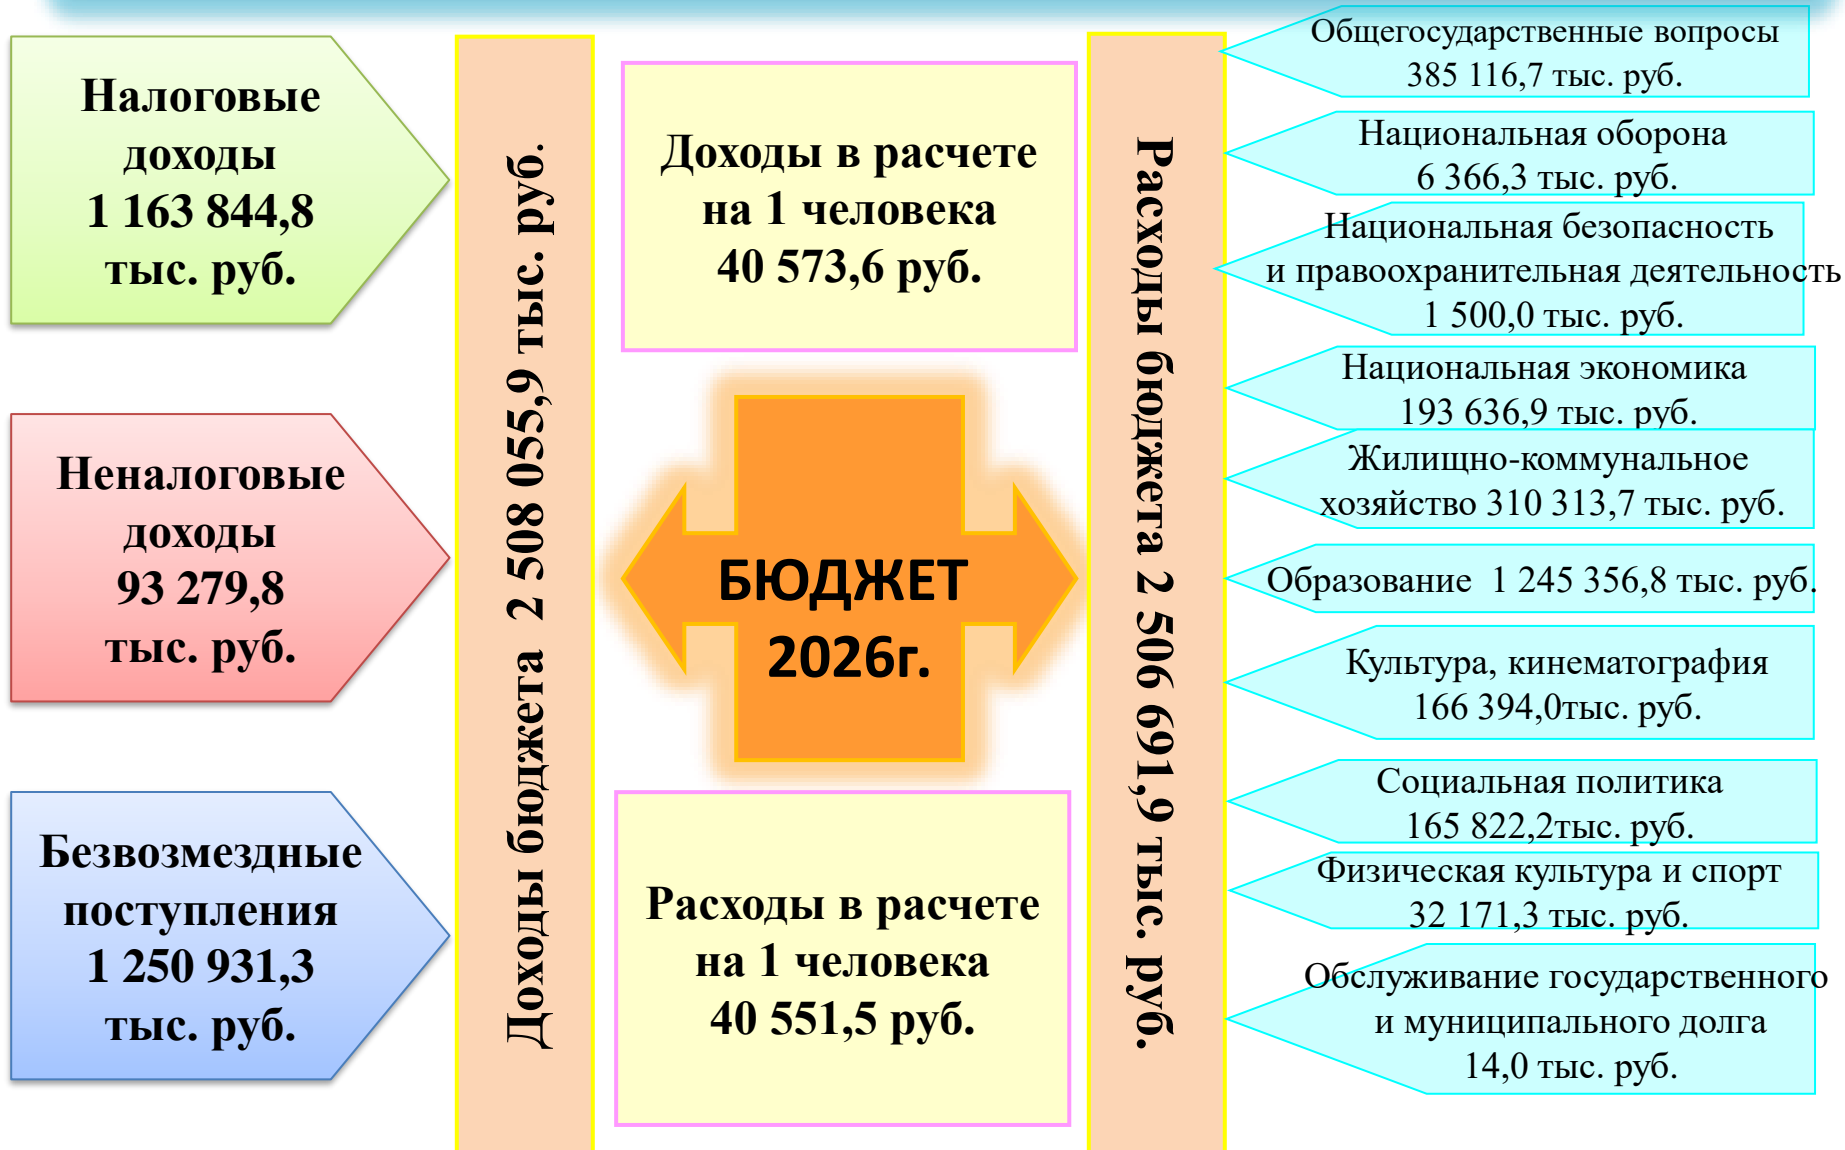 Налоговые
доходы
1 163 844,8
тыс. руб.
Неналоговые
доходы
93 279,8
тыс. руб.
Безвозмездные
поступления
1 250 931,3
тыс. руб.
Доходы бюджета 2 508 055,9 тыс. руб.
Доходы в расчете
на 1 человека
40 573,6 руб.
БЮДЖЕТ
2026г.
Расходы в расчете
на 1 человека
40 551,5 руб.
Расходы бюджета 2 506 691,9 тыс. руб.
Общегосударственные вопросы
385 116,7 тыс. руб.
Национальная оборона
6 366,3 тыс. руб.
Национальная безопасность
и правоохранительная деятельность
1 500,0 тыс. руб.
Национальная экономика
193 636,9 тыс. руб.
Жилищно-коммунальное
хозяйство 310 313,7 тыс. руб.
Образование 1 245 356,8 тыс. руб.
Культура, кинематография
166 394,0тыс. руб.
Социальная политика
165 822,2тыс. руб.
Физическая культура и спорт
32 171,3 тыс. руб.
Обслуживание государственного
и муниципального долга
14,0 тыс. руб.